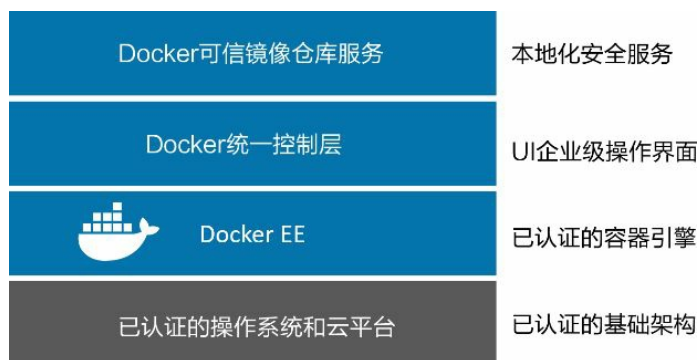 Docker可信镜像仓库服务 本地化安全服务
Docker统一控制层 UI企业级操作界面
Docker EE 已认证的容器引擎
已认证的操作系统和云平台 已认证的基础架构